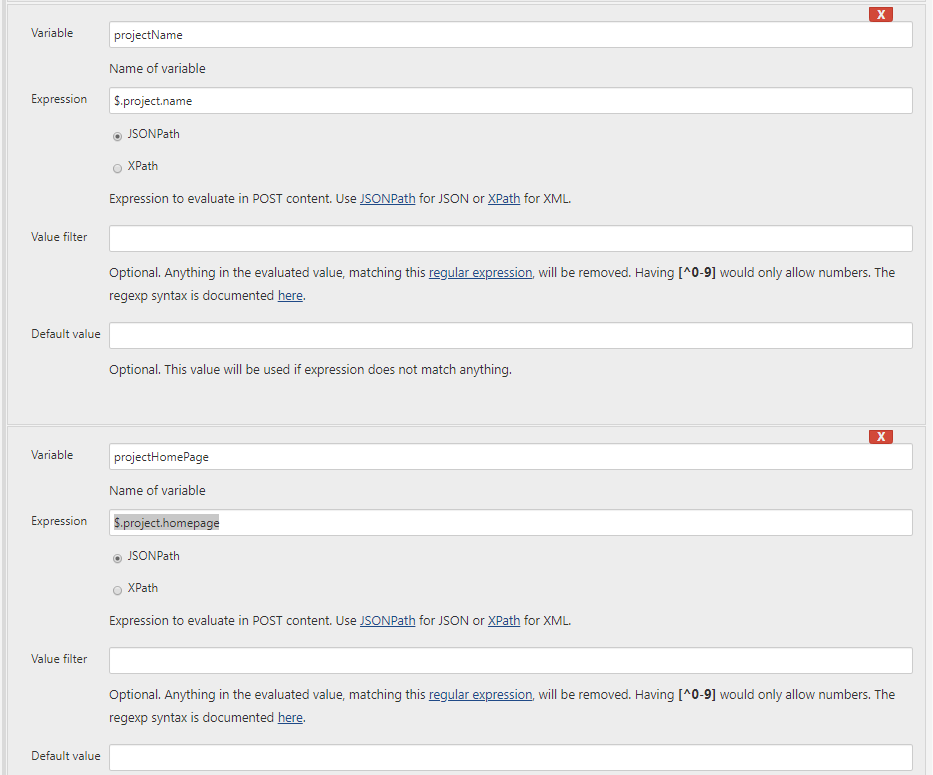 X
Variable projectName
Name of variable
Expression $.project.name
JSONPath
XPath
Expression to evaluate in POST content. Use JSONPath for JSON or XPath for XML.
Value filter
Optional. Anything in the evaluated value, matching this regular expression, will be removed. Having [^0-9] would only allow numbers. The
regexp syntax is documented here.
Default value
Optional. This value will be used if expression does not match anything.
X
Variable projectHomePage
Name of variable
Expression $.project.homepage
JSONPath
XPath
Expression to evaluate in POST content. Use JSONPath for JSON or XPath for XML.
Value filter
Optional. Anything in the evaluated value, matching this regular expression, will be removed. Having [^0-9] would only allow numbers. The
regexp syntax is documented here.
Default value